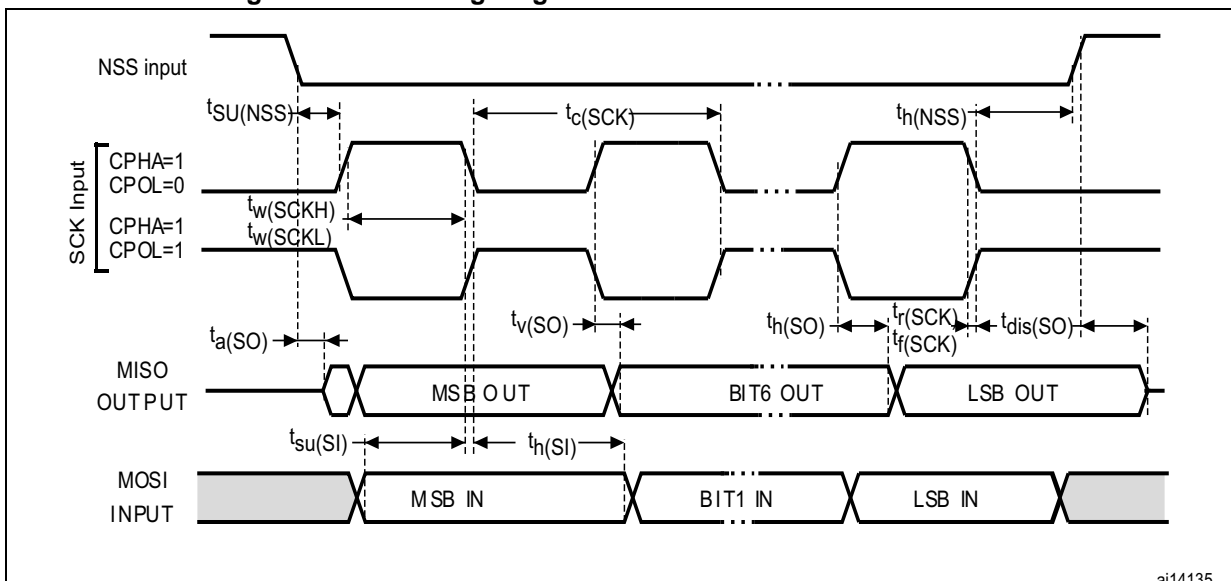 NSS input
tSU(NSS)
tc(SCK)
th(NSS)
SCK Input
CPHA=1
CPOL=0
tw(SCKH)
CPHA=1
tw(SCKL)
CPOL=1
ta(SO)
tv(SO)
th(SO)
tr(SCK)
tf(SCK)
tdis(SO)
MISO
OUTPUT
MSB OUT
BIT6 OUT
LSB OUT
tsu(SI)
th(SI)
MOSI
INPUT
MSB IN
BIT1 IN
LSB IN
ai14135